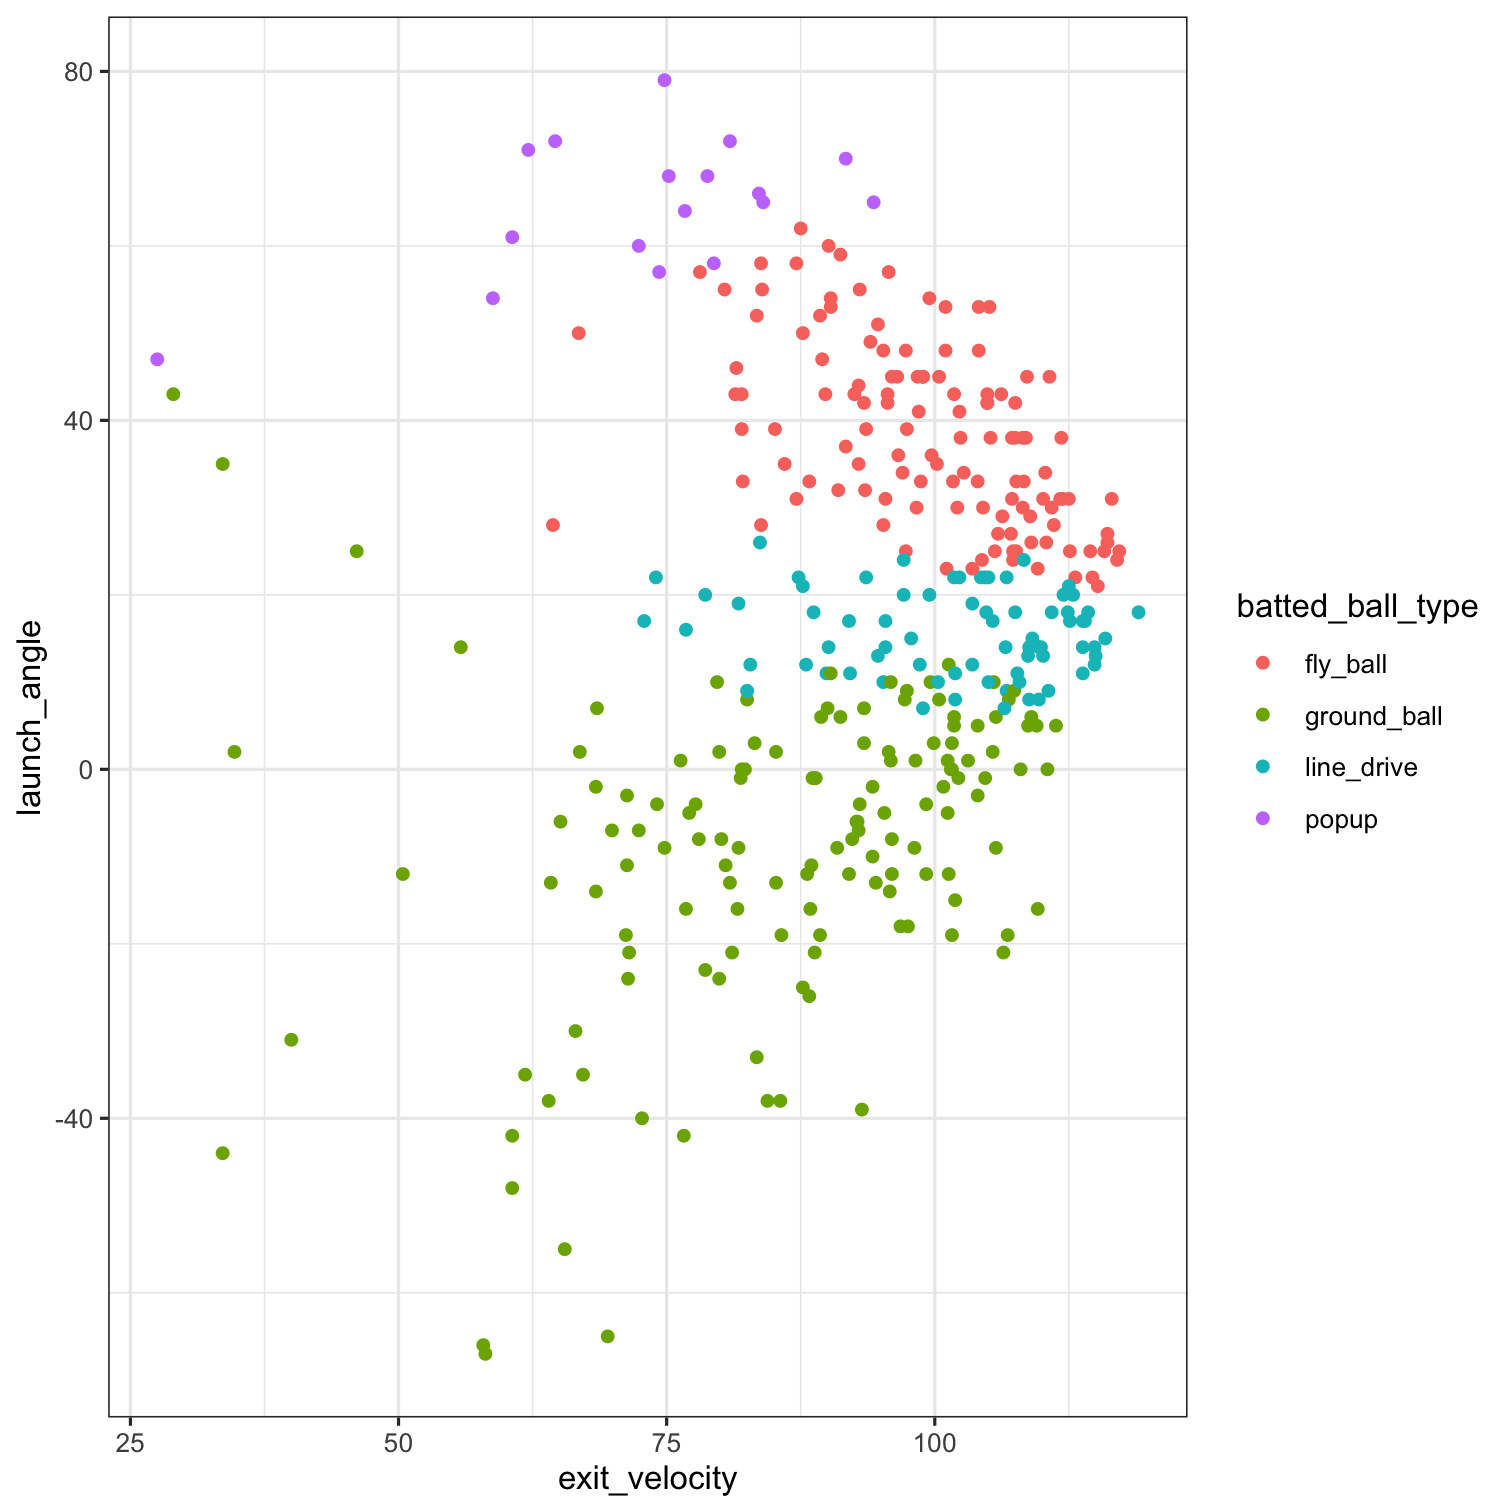 80
40
0
-40
25
50
75
100
exit_velocity
launch_angle
batted_ball_type
fly_ball
ground_ball
line_drive
popup